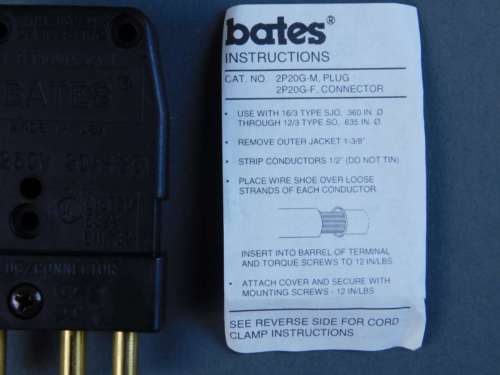 BATES
bates®
INSTRUCTIONS
CAT. NO. 2P20G-M, PLUG
2P20G-F, CONNECTOR
• USE WITH 16/3 TYPE SJO, .360 IN. Ø
THROUGH 12/3 TYPE SO, .635 IN. Ø
• REMOVE OUTER JACKET 1-3/8"
• STRIP CONDUCTORS 1/2" (DO NOT TIN)
• PLACE WIRE SHOE OVER LOOSE
STRANDS OF EACH CONDUCTOR.
INSERT INTO BARREL OF TERMINAL
AND TORQUE SCREWS TO 12 IN/LBS
• ATTACH COVER AND SECURE WITH
MOUNTING SCREWS - 12 IN/LBS
SEE REVERSE SIDE FOR CORD
CLAMP INSTRUCTIONS